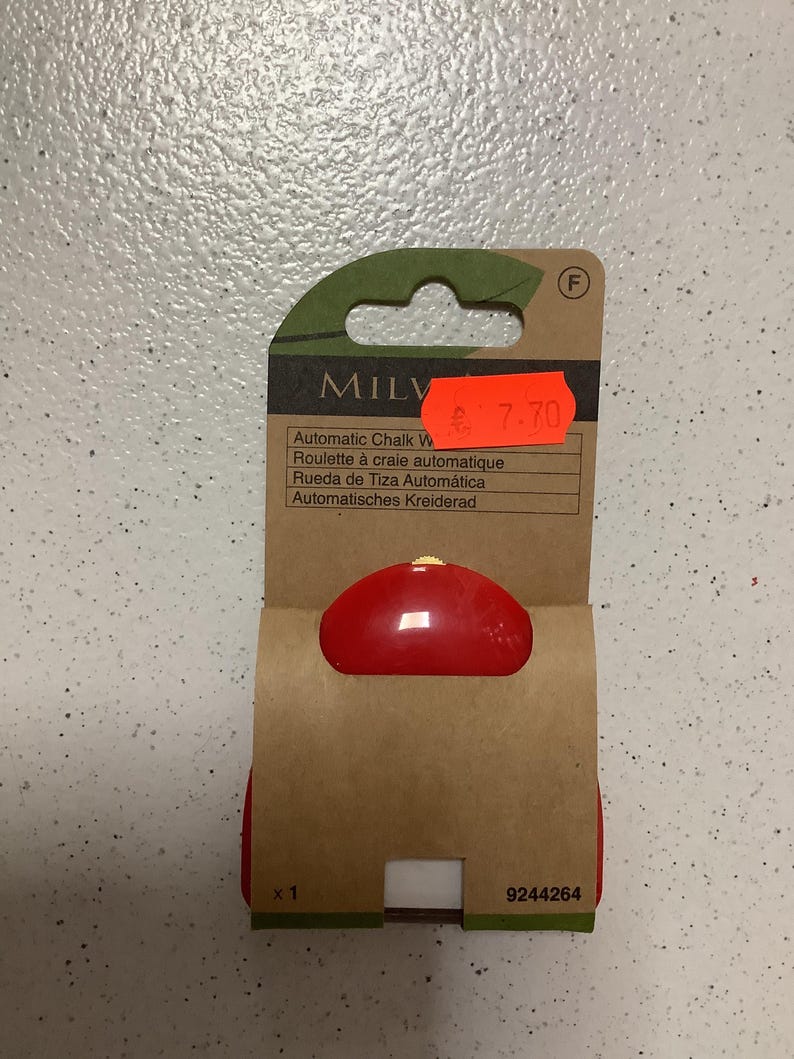 F
MILV
€ 7.70
Automatic Chalk W
Roulette à craie automatique
Rueda de Tiza Automática
Automatisches Kreiderad
x 1
9244264